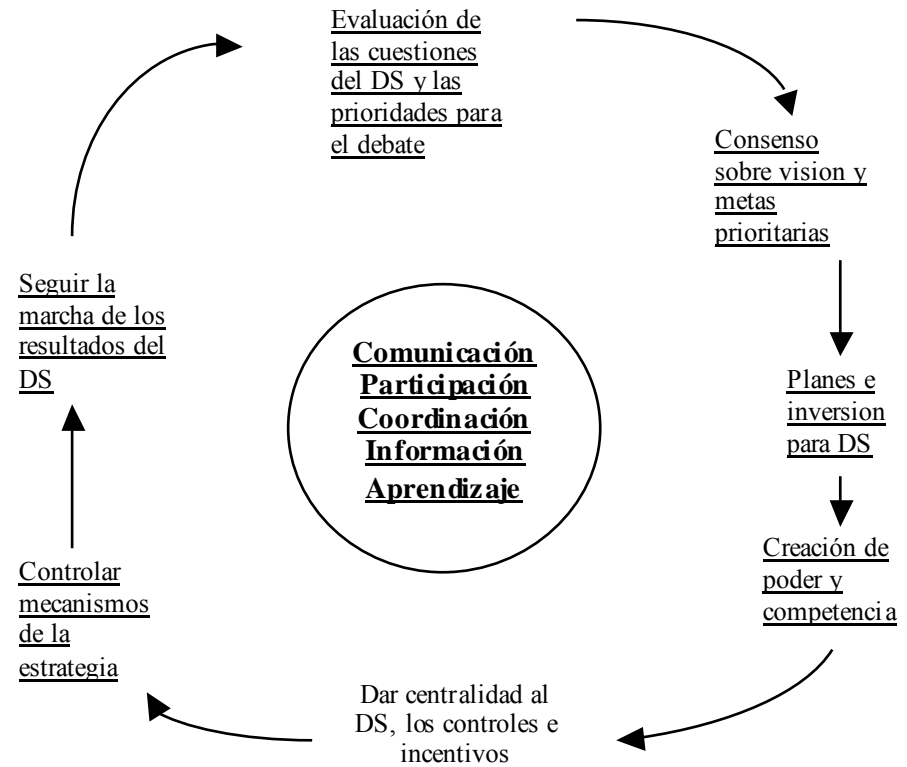 Evaluación de
las cuestiones
del DS y las
prioridades para
el debate
Consenso
sobre vision y
metas
prioritarias
Planes e
inversion
para DS
Creación de
poder y
competencia
Dar centralidad al
DS, los controles e
incentivos
Controlar
mecanismos
de la
estrategia
Seguir la
marcha de los
resultados del
DS
Comunicación
Participación
Coordinación
Información
Aprendizaje